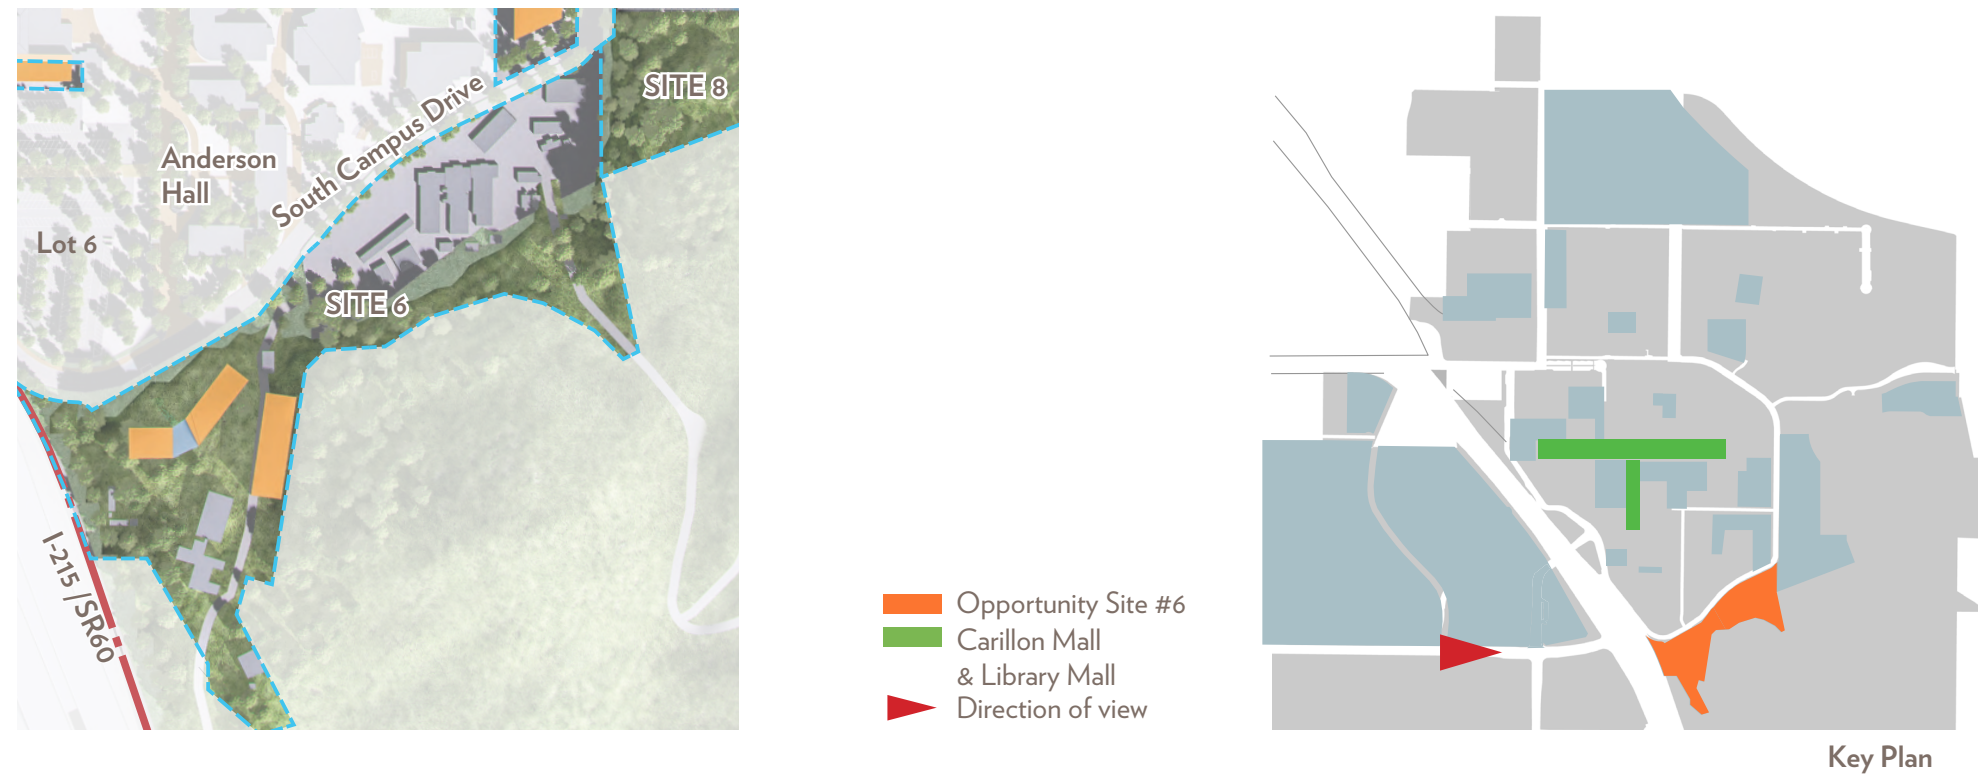 SITE 8
South Campus Drive
Anderson
Hall
Lot 6
SITE 6
I-215 /SR60
Opportunity Site #6
Carillon Mall
& Library Mall
Direction of view
Key Plan